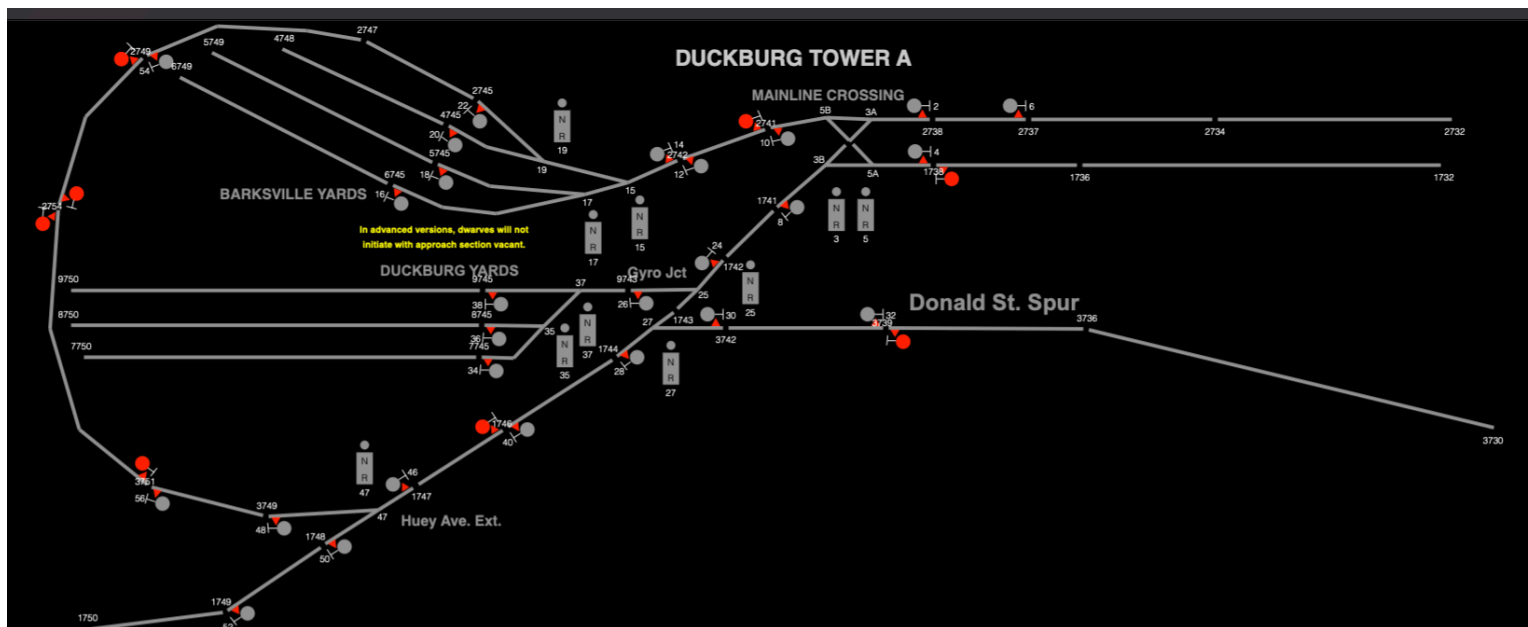 2747
4748
5749
2749
54
6749
DUCKBURG TOWER A
MAINLINE CROSSING
2745
22
4745
20
N
R
19
14
2742
12
2741
10
5B
3A
2
2738
6
2737
2734
2732
5745
18
19
6745
16
15
17
BARKSVILLE YARDS
3B
5A
4
1738
1736
1732
2754
1741
8
N
R
3
N
R
5
N
R
15
N
R
17
In advanced versions, dwarves will not
initiate with approach section vacant.
DUCKBURG YARDS
Gyro Jct
24
1742
9750
9745
38
37
9743
26
25
N
R
25
Donald St. Spur
8750
8745
36
35
N
R
37
1743
30
3742
32
3739
3736
7750
7745
34
N
R
35
27
1744
28
N
R
27
1746
40
3730
N
R
47
46
1747
3751
56
3749
48
47
Huey Ave. Ext.
1748
50
1749
1750